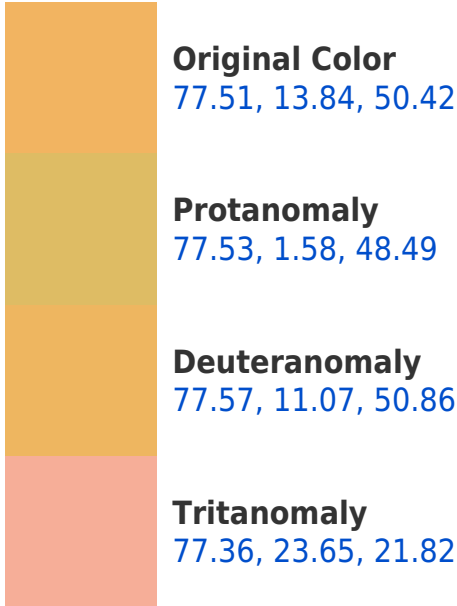 Original Color
77.51, 13.84, 50.42
Protanomaly
77.53, 1.58, 48.49
Deuteranomaly
77.57, 11.07, 50.86
Tritanomaly
77.36, 23.65, 21.82